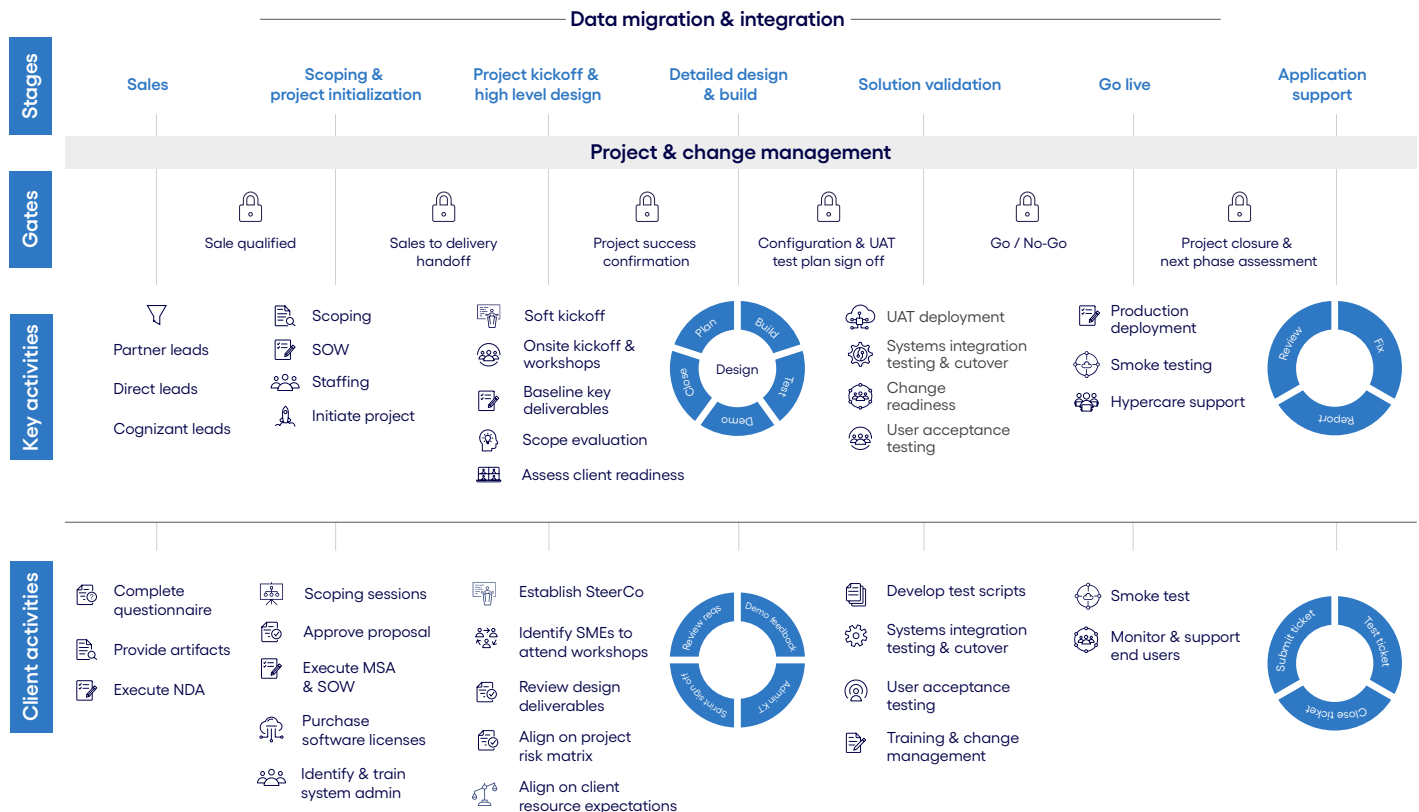 Data migration & integration
Stages
Sales
Scoping &
project initialization
Project kickoff &
high level design
Detailed design
& build
Solution validation
Go live
Application
support
Project & change management
Gates
Sale qualified
Sales to delivery
handoff
Project success
confirmation
Configuration & UAT
test plan sign off
Go / No-Go
Project closure &
next phase assessment
Key activities
Partner leads
Direct leads
Cognizant leads
Scoping
SOW
Staffing
Initiate project
Soft kickoff
Onsite kickoff &
workshops
Baseline key
deliverables
Scope evaluation
Assess client readiness
Plan
Build
Test
Demo
Close
Design
UAT deployment
Systems integration
testing & cutover
Change
readiness
User acceptance
testing
Production
deployment
Smoke testing
Hypercare support
Review
Fix
Report
Client activities
Complete
questionnaire
Provide artifacts
Execute NDA
Scoping sessions
Approve proposal
Execute MSA
& SOW
Purchase
software licenses
Identify & train
system admin
Establish SteerCo
Identify SMEs to
attend workshops
Review design
deliverables
Align on project
risk matrix
Align on client
resource expectations
Review reqs
Demo feedback
Admin KT
Sprint sign off
Develop test scripts
Systems integration
testing & cutover
User acceptance
testing
Training & change
management
Smoke test
Monitor & support
end users
Submit ticket
Test ticket
Close ticket